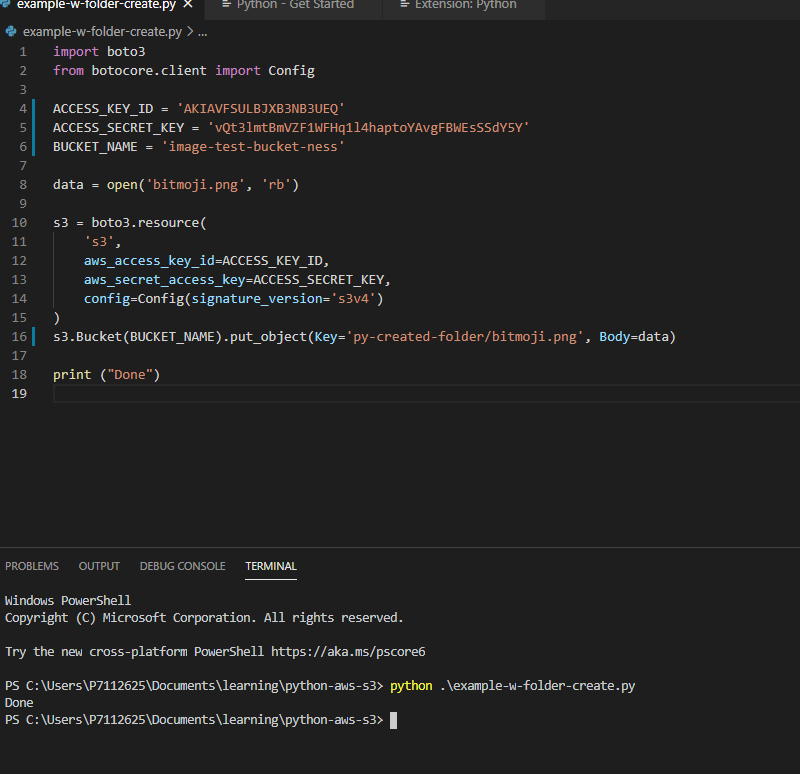 example-w-folder-create.py ×
Python - Get Started
Extension: Python
example-w-folder-create.py > ...
1 import boto3
2 from botocore.client import Config
3
4 ACCESS_KEY_ID = 'AKIAVFSULBJXB3NB3UEQ'
5 ACCESS_SECRET_KEY = 'vQt3lmtBmVZF1WFHq1l4haptoYAvgFBWEsSSdY5Y'
6 BUCKET_NAME = 'image-test-bucket-ness'
7
8 data = open('bitmoji.png', 'rb')
9
10 s3 = boto3.resource(
11     's3',
12     aws_access_key_id=ACCESS_KEY_ID,
13     aws_secret_access_key=ACCESS_SECRET_KEY,
14     config=Config(signature_version='s3v4')
15 )
16 s3.Bucket(BUCKET_NAME).put_object(Key='py-created-folder/bitmoji.png', Body=data)
17
18 print ("Done")
19
PROBLEMS OUTPUT DEBUG CONSOLE TERMINAL
Windows PowerShell
Copyright (C) Microsoft Corporation. All rights reserved.
Try the new cross-platform PowerShell https://aka.ms/pscore6
PS C:\Users\P7112625\Documents\learning\python-aws-s3> python .\example-w-folder-create.py
Done
PS C:\Users\P7112625\Documents\learning\python-aws-s3>